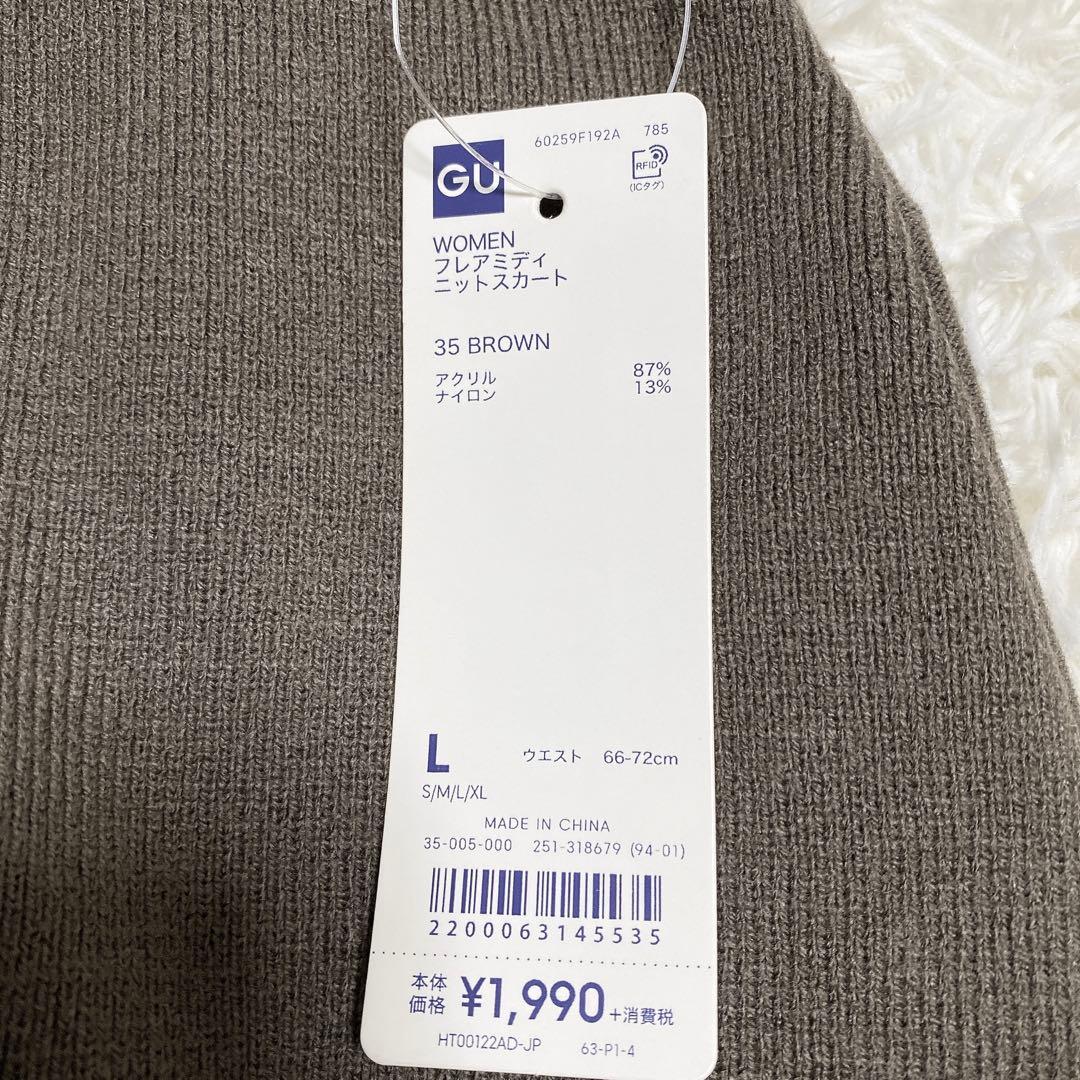 60259F192A 785
GU
RFID
(ICタグ)
WOMEN
フレアミディ
ニットスカート
35 BROWN
アクリル 87%
ナイロン 13%
L ウエスト 66-72cm
S/M/L/XL
MADE IN CHINA
35-005-000 251-318679 (94-01)
2200063145535
本体
価格 ¥1,990 +消費税
HT00122AD-JP 63-P1-4